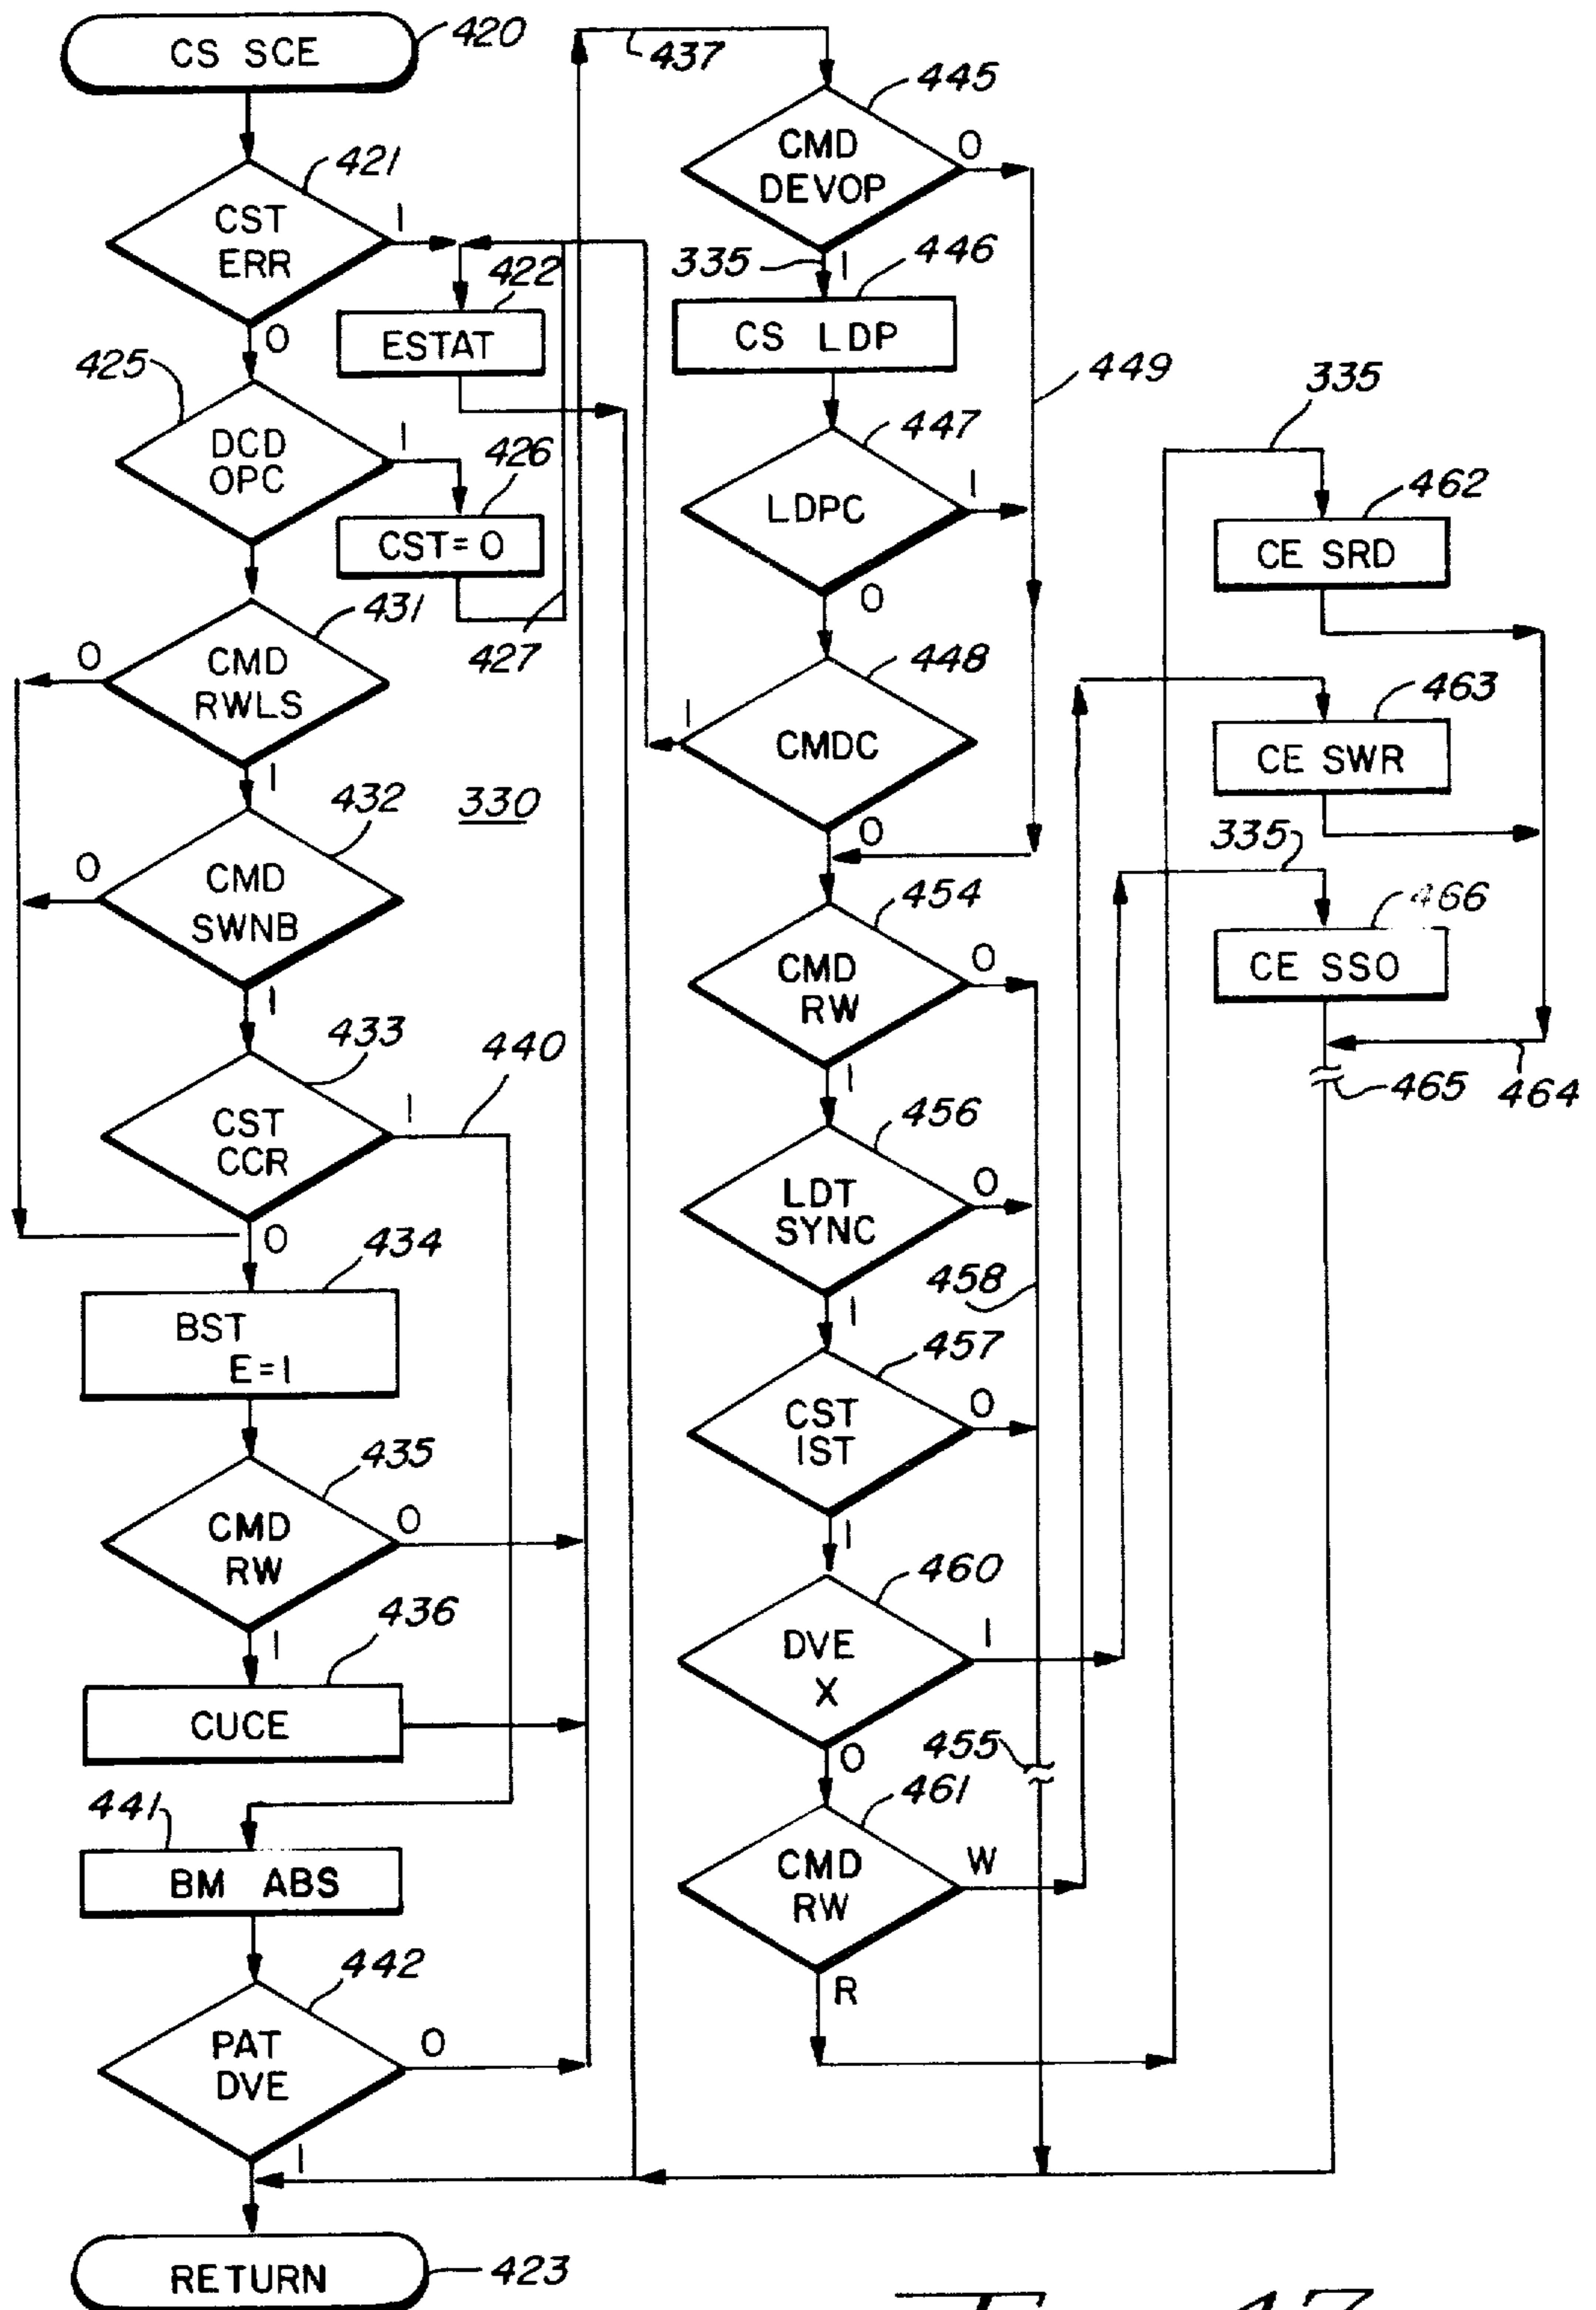 CS SCE
420
421
CST
ERR
1
0
422
ESTAT
425
DCD
OPC
1
426
CST=0
427
431
CMD
RWLS
0
1
330
432
CMD
SWNB
0
1
433
CST
CCR
1
440
0
434
BST
E=1
435
CMD
RW
0
1
436
CUCE
441
BM ABS
442
PAT
DVE
0
1
RETURN
423
437
445
CMD
DEVOP
0
335
1
446
CS LDP
449
447
LDPC
1
0
448
CMDC
1
0
454
CMD
RW
0
1
456
LDT
SYNC
0
1
458
457
CST
IST
0
1
460
DVE
X
1
0
455
461
CMD
RW
W
R
335
462
CE SRD
463
CE SWR
335
466
CE SSO
465
464